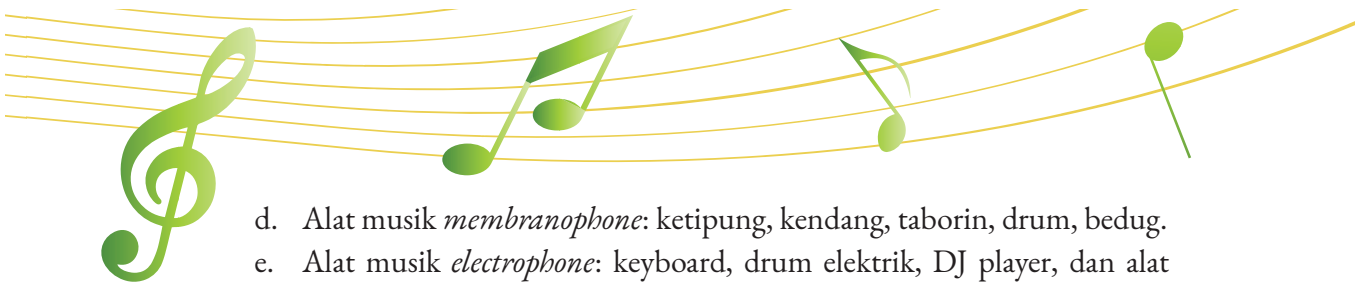 d. Alat musik membranophone: ketipung, kendang, taborin, drum, bedug.
e. Alat musik electrophone: keyboard, drum elektrik, DJ player, dan alat